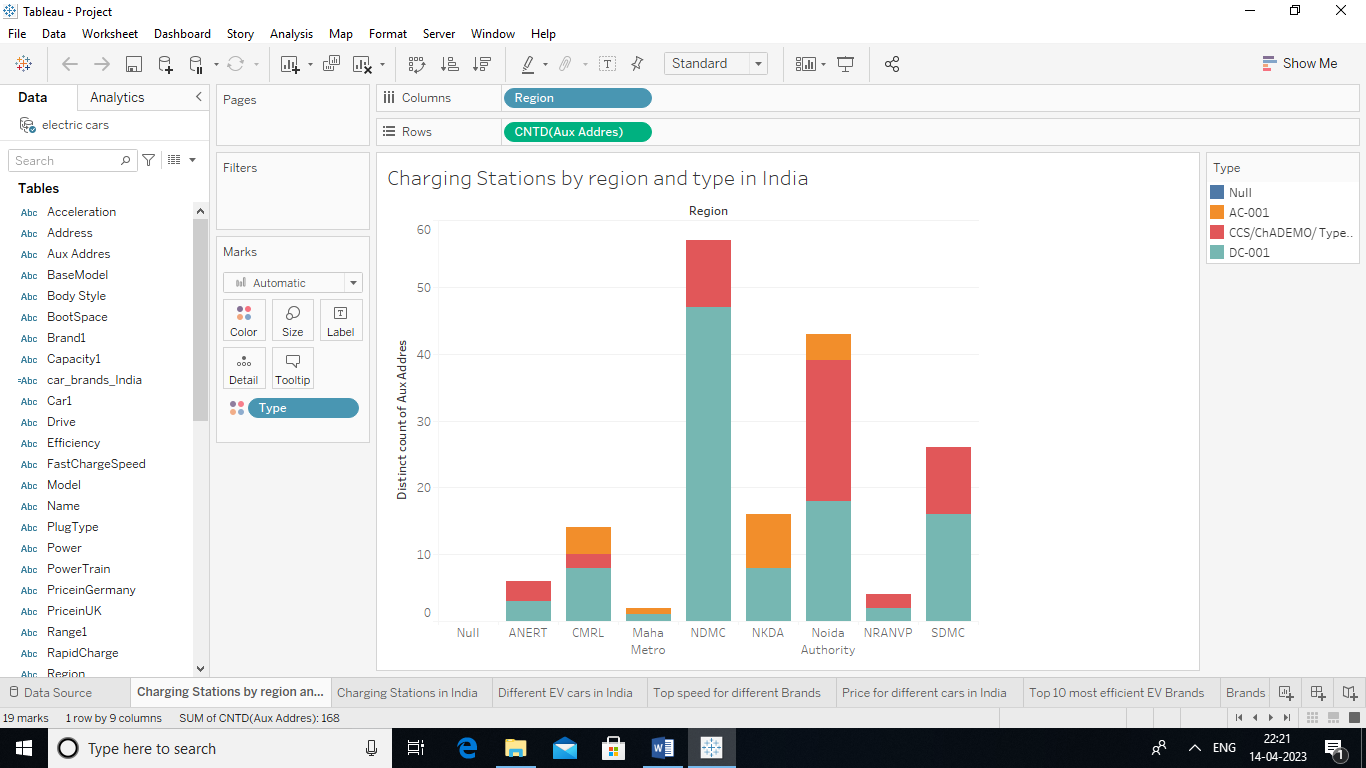 Tableau - Project
File Data Worksheet Dashboard Story Analysis Map Format Server Window Help
Standard
Show Me
Data Analytics
electric cars
Search
Tables
Abc Acceleration
Abc Address
Abc Aux Addres
Abc BaseModel
Abc Body Style
Abc BootSpace
Abc Brand1
Abc Capacity1
=Abc car_brands_India
Abc Car1
Abc Drive
Abc Efficiency
Abc FastChargeSpeed
Abc Model
Abc Name
Abc PlugType
Abc Power
Abc PowerTrain
Abc PriceinGermany
Abc PriceinUK
Abc Range1
Abc RapidCharge
Abc Region
Pages
Filters
Marks
Automatic
Color Size Label
Detail Tooltip
Type
Columns Region
Rows CNTD(Aux Addres)
Charging Stations by region and type in India
Region
Distinct count of Aux Addres
60
50
40
30
20
10
0
Null ANERT CMRL Maha Metro NDMC NKDA Noida Authority NRANVP SDMC
Type
Null
AC-001
CCS/ChADEMO/ Type..
DC-001
Data Source Charging Stations by region an... Charging Stations in India Different EV cars in India Top speed for different Brands Price for different cars in India Top 10 most efficient EV Brands Brands
19 marks 1 row by 9 columns SUM of CNTD(Aux Addres): 168
Type here to search
ENG
22:21
14-04-2023
1